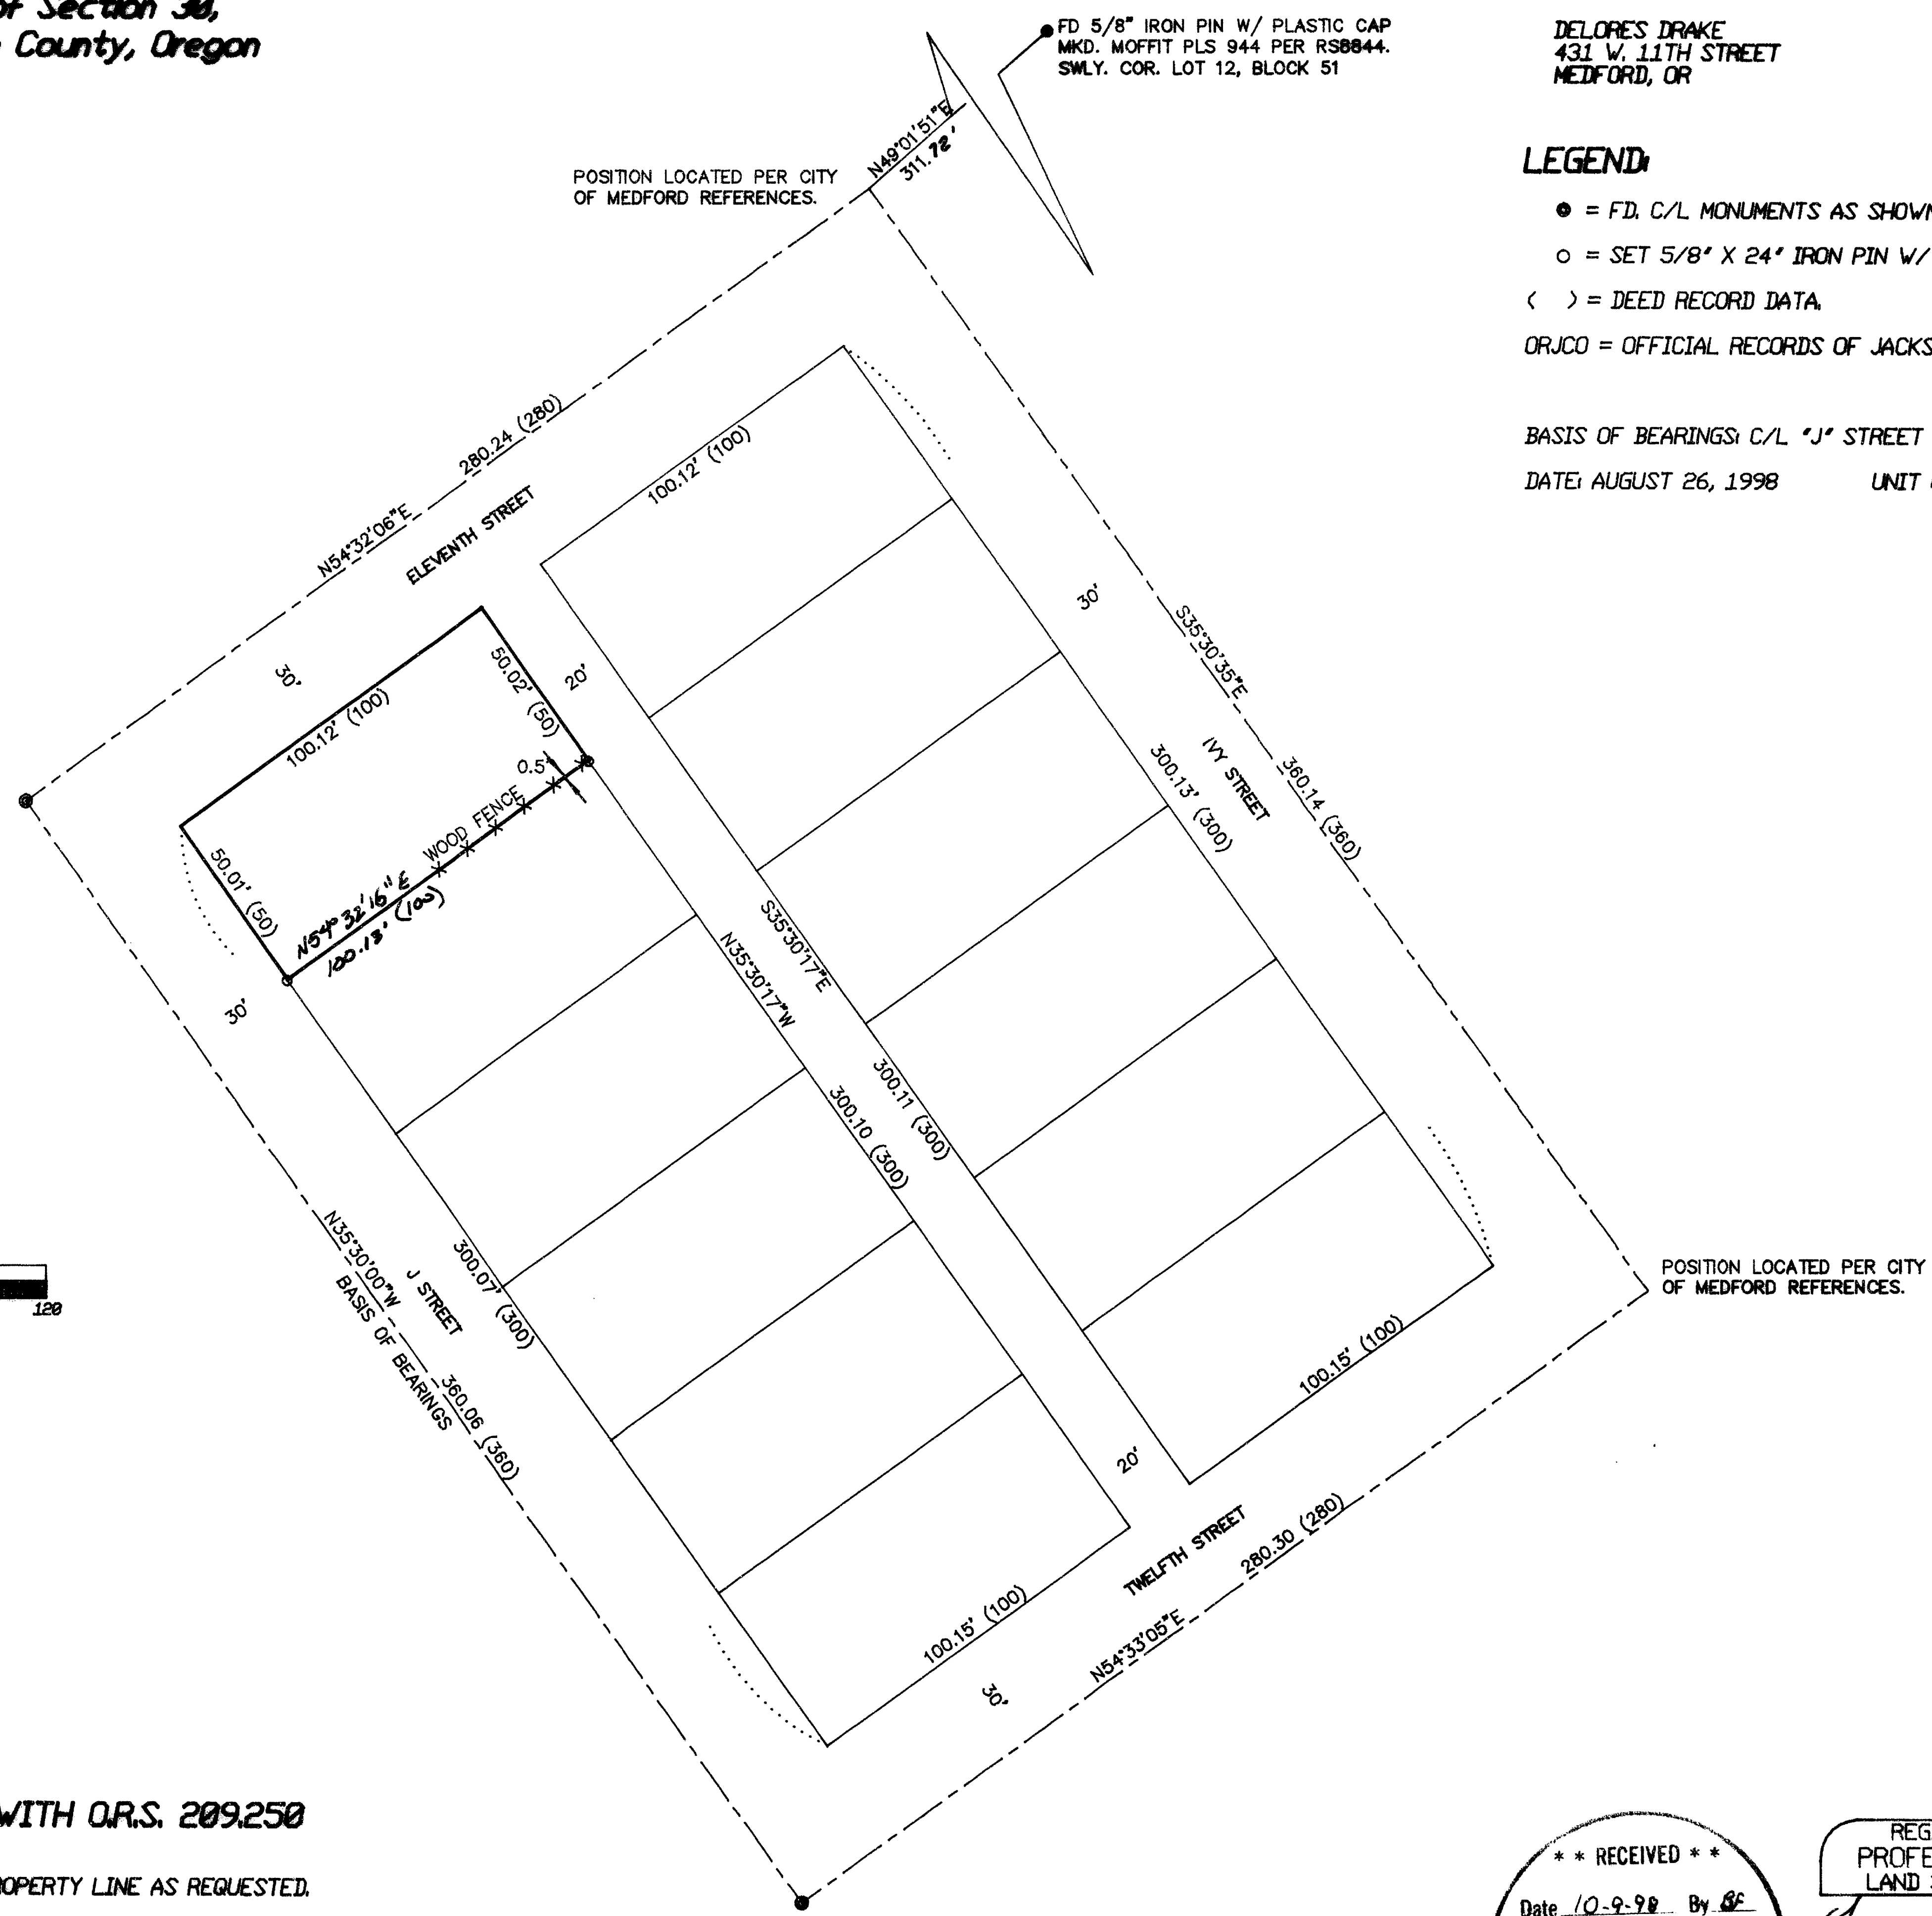 of Section 30,
County, Oregon
FD 5/8" IRON PIN W/ PLASTIC CAP
MKD. MOFFIT PLS 944 PER RS8844.
SWLY. COR. LOT 12, BLOCK 51
DELORES DRAKE
431 W. 11TH STREET
MEDFORD, OR
N49°01'51"E
311.72'
POSITION LOCATED PER CITY
OF MEDFORD REFERENCES.
LEGEND:
= FD. C/L MONUMENTS AS SHOWN
= SET 5/8" X 24" IRON PIN W/
( ) = DEED RECORD DATA.
ORJCO = OFFICIAL RECORDS OF JACKS
BASIS OF BEARINGS: C/L "J" STREET
DATE: AUGUST 26, 1998 UNIT
280.24 (280)
N54°32'06"E
ELEVENTH STREET
100.12' (100)
30'
S35°30'35"E
30'
100.12' (100)
50.02' (50)
20'
0.5'
WOOD FENCE
50.01' (50)
N54°32'16"E
100.13' (100)
30'
IVY STREET
300.13' (300)
360.14 (360)
S35°30'17"E
N35°30'17"W
300.11 (300)
300.10 (300)
N35°30'00"W
J STREET
300.07' (300)
BASIS OF BEARINGS
360.06 (360)
120
POSITION LOCATED PER CITY
OF MEDFORD REFERENCES.
100.15' (100)
20'
TWELFTH STREET
280.30 (280)
100.15' (100)
N54°33'05"E
30'
WITH O.R.S. 209.250
OPERTY LINE AS REQUESTED.
* * RECEIVED * *
Date 10-9-98 By BF
REG
PROFE
LAND